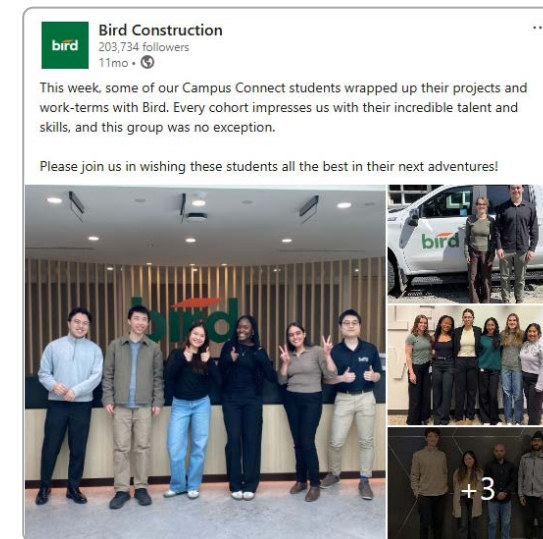 bird
Bird Construction
203,734 followers
11mo •
This week, some of our Campus Connect students wrapped up their projects and
work-terms with Bird. Every cohort impresses us with their incredible talent and
skills, and this group was no exception.
Please join us in wishing these students all the best in their next adventures!
bird
bird
bird
+3